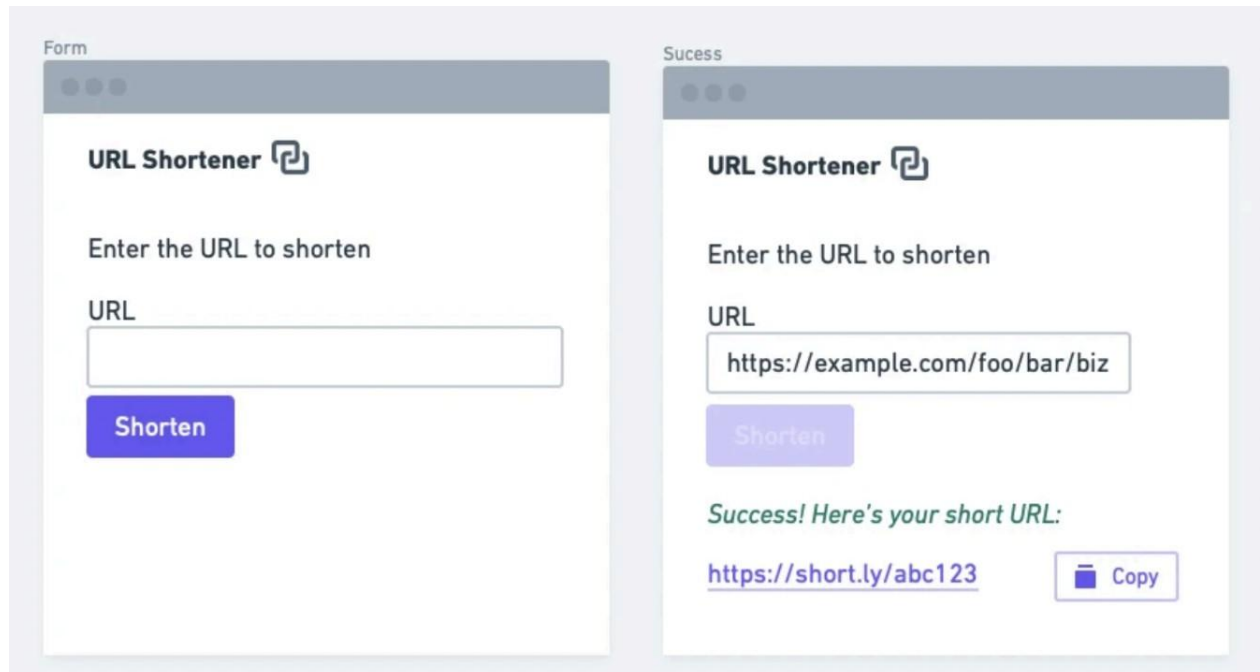 Form
URL Shortener
Enter the URL to shorten
URL
Shorten
Sucess
URL Shortener
Enter the URL to shorten
URL
https://example.com/foo/bar/biz
Shorten
Success! Here's your short URL:
https://short.ly/abc123
Copy